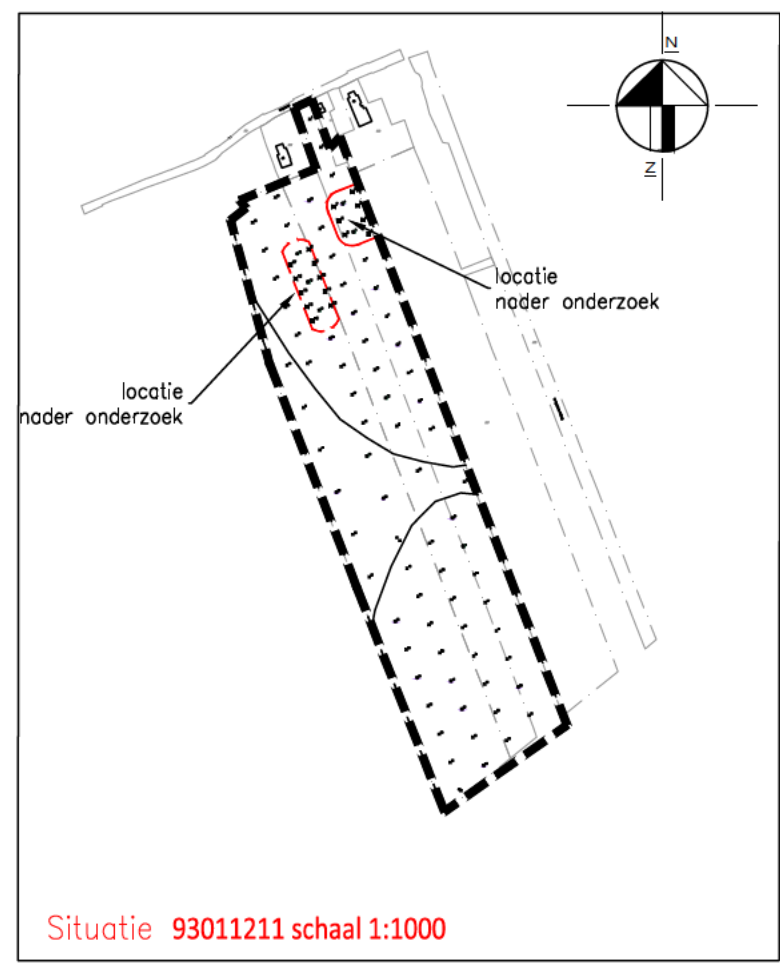 N
Z
locatie
nader onderzoek
locatie
nader onderzoek
Situatie 93011211 schaal 1:1000